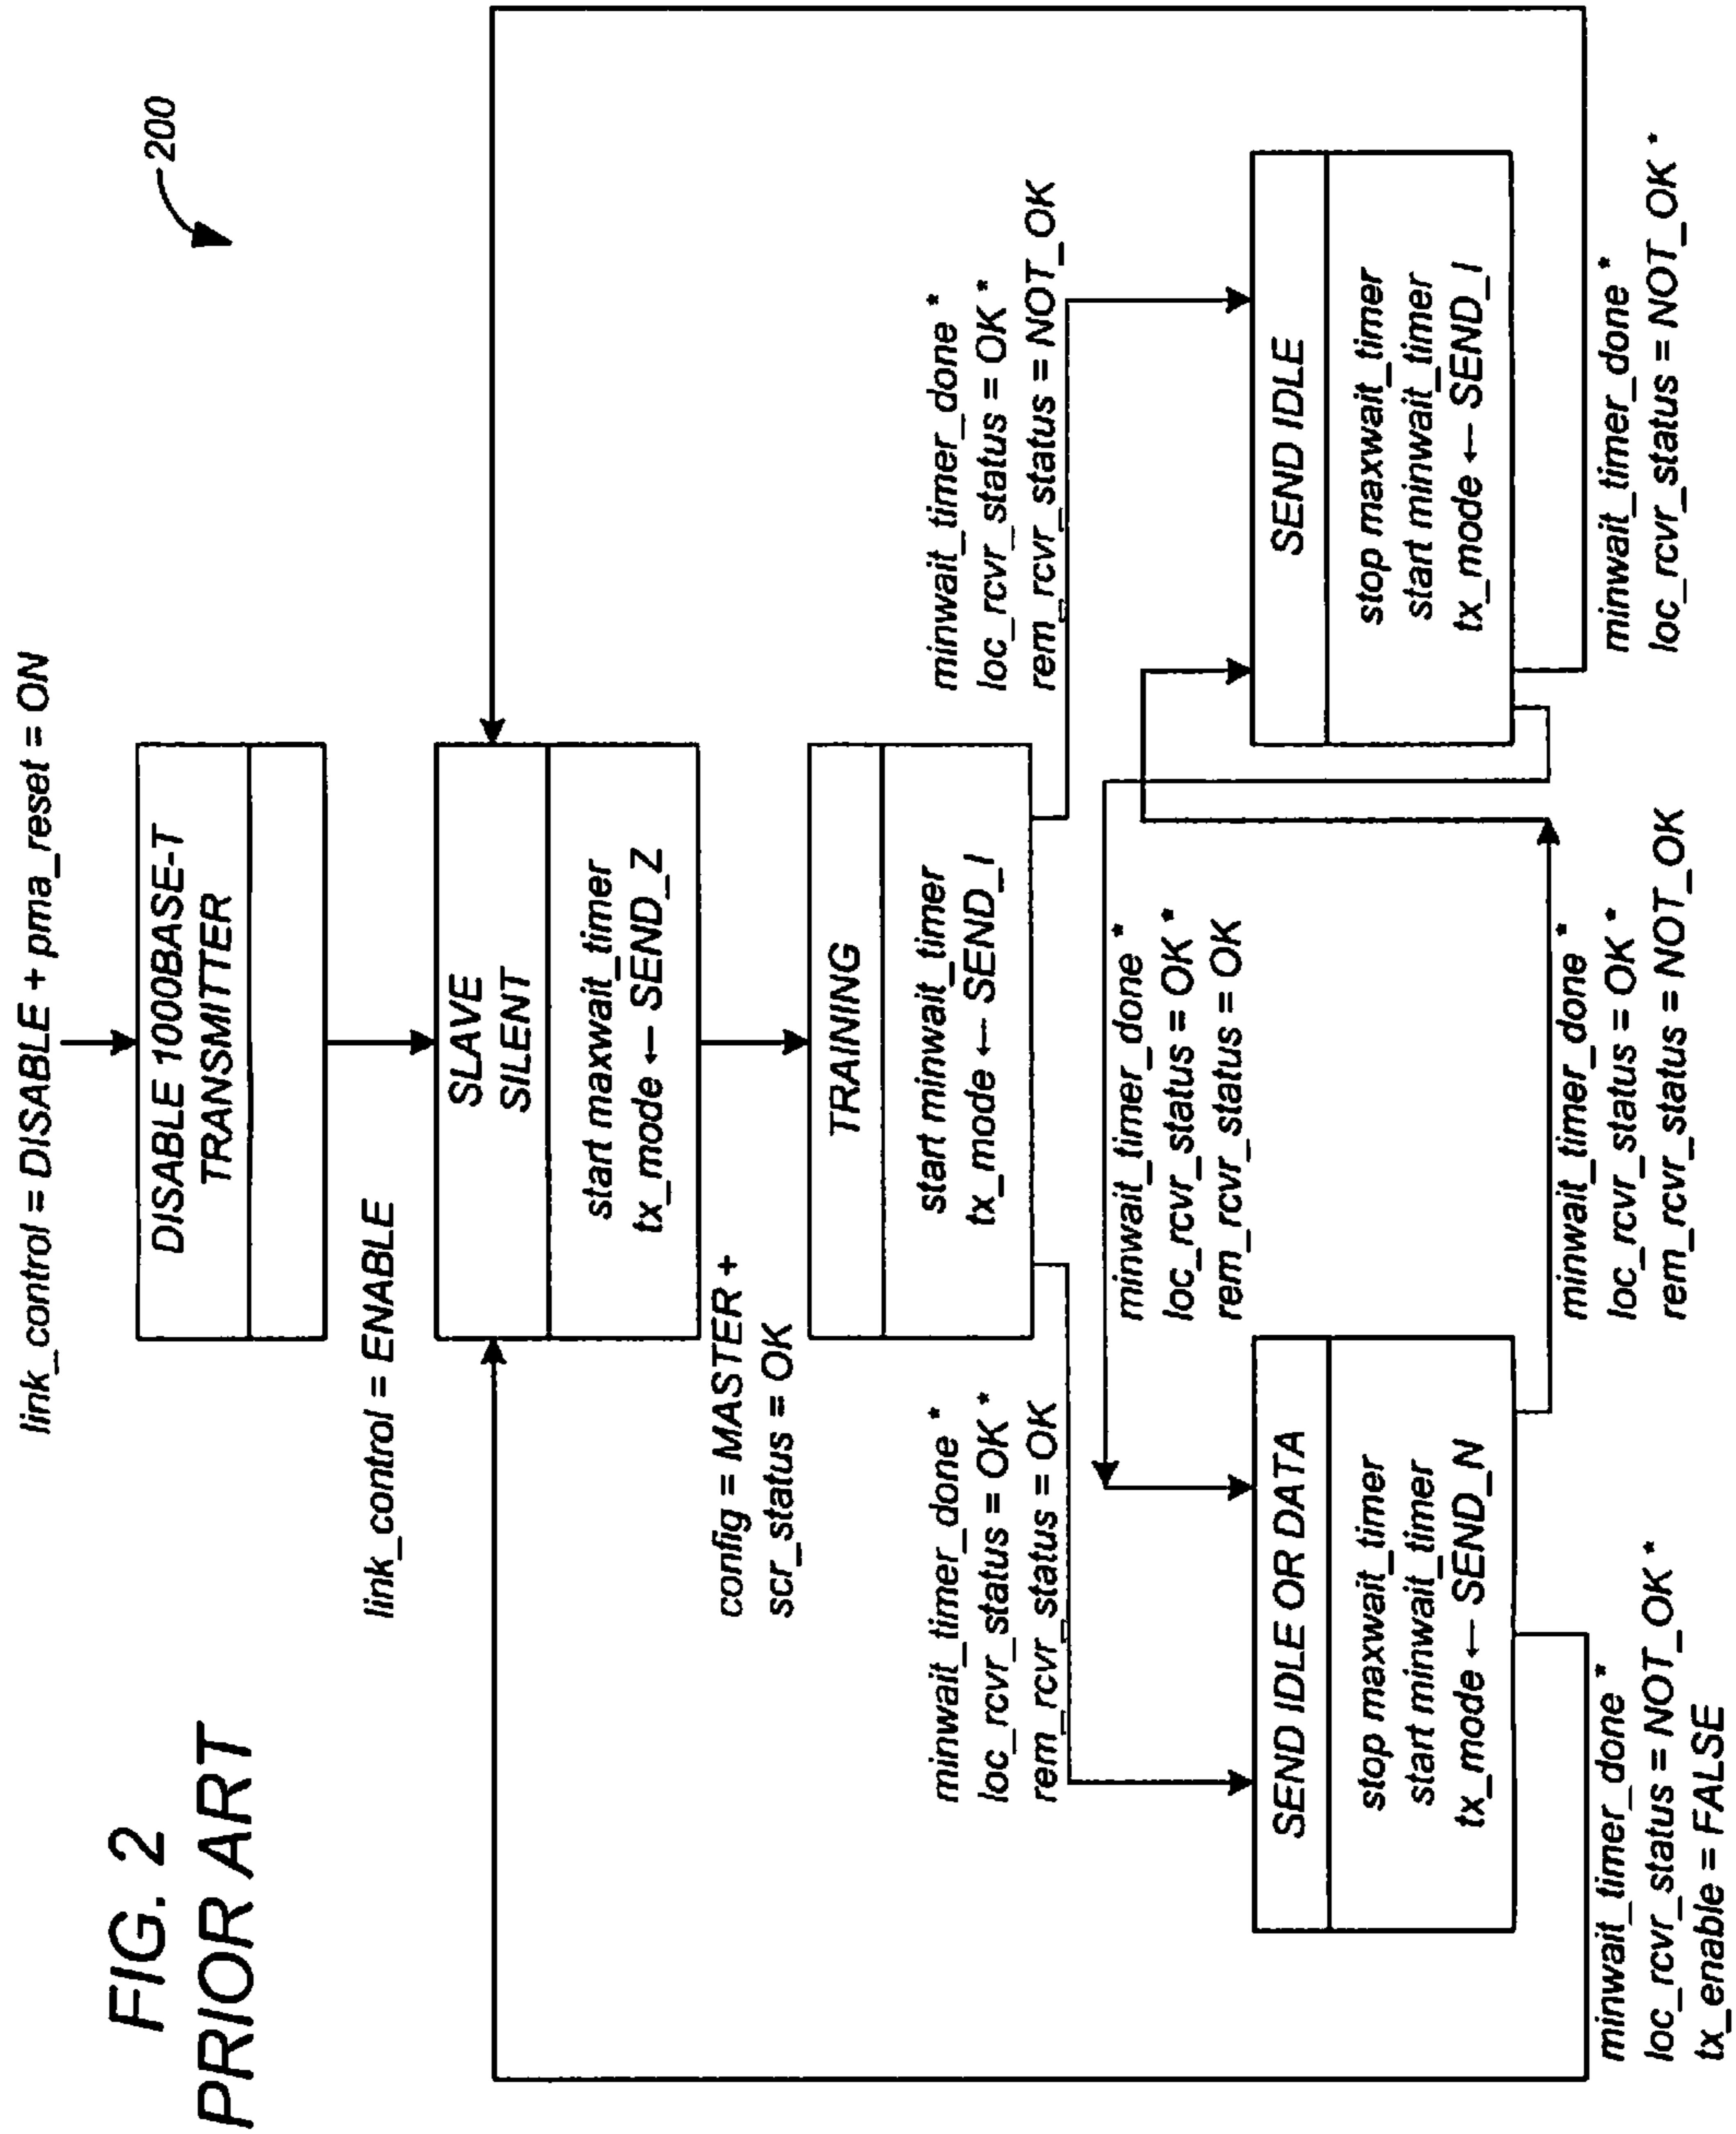 FIG. 2
PRIOR ART
200
link_control = DISABLE + pma_reset = ON
DISABLE 1000BASE-T
TRANSMITTER
link_control = ENABLE
SLAVE
SILENT
start maxwait_timer
tx_mode ← SEND_Z
config = MASTER +
scr_status = OK
TRAINING
start minwait_timer
tx_mode ← SEND_I
minwait_timer_done *
loc_rcvr_status = OK *
rem_rcvr_status = OK
minwait_timer_done *
loc_rcvr_status = OK *
rem_rcvr_status = NOT_OK
minwait_timer_done *
loc_rcvr_status = OK *
rem_rcvr_status = OK
SEND IDLE OR DATA
stop maxwait_timer
start minwait_timer
tx_mode ← SEND_N
SEND IDLE
stop maxwait_timer
start minwait_timer
tx_mode ← SEND_I
minwait_timer_done *
loc_rcvr_status = NOT_OK *
tx_enable = FALSE
minwait_timer_done *
loc_rcvr_status = OK *
rem_rcvr_status = NOT_OK
minwait_timer_done *
loc_rcvr_status = NOT_OK *